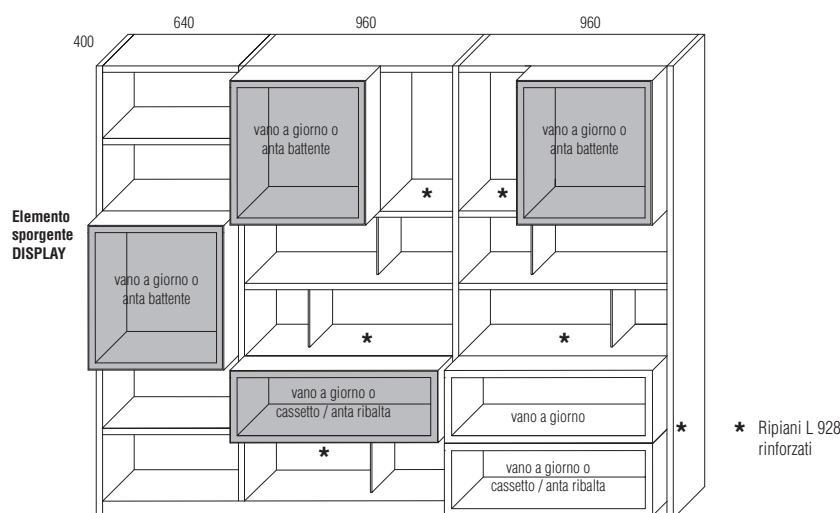 640
960
960
400
vano a giorno o
anta battente
vano a giorno o
anta battente
*
*
Elemento
sporgente
DISPLAY
vano a giorno o
anta battente
*
*
vano a giorno o
cassetto / anta ribalta
vano a giorno
*
* Ripiani L 928
rinforzati
*
vano a giorno o
cassetto / anta ribalta